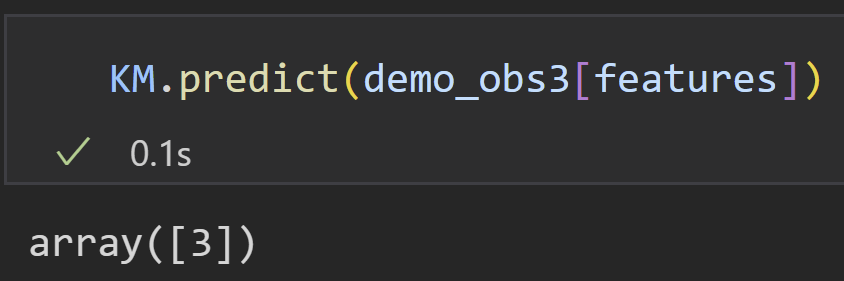 KM.predict(demo_obs3[features])
✓ 0.1s
array([3])